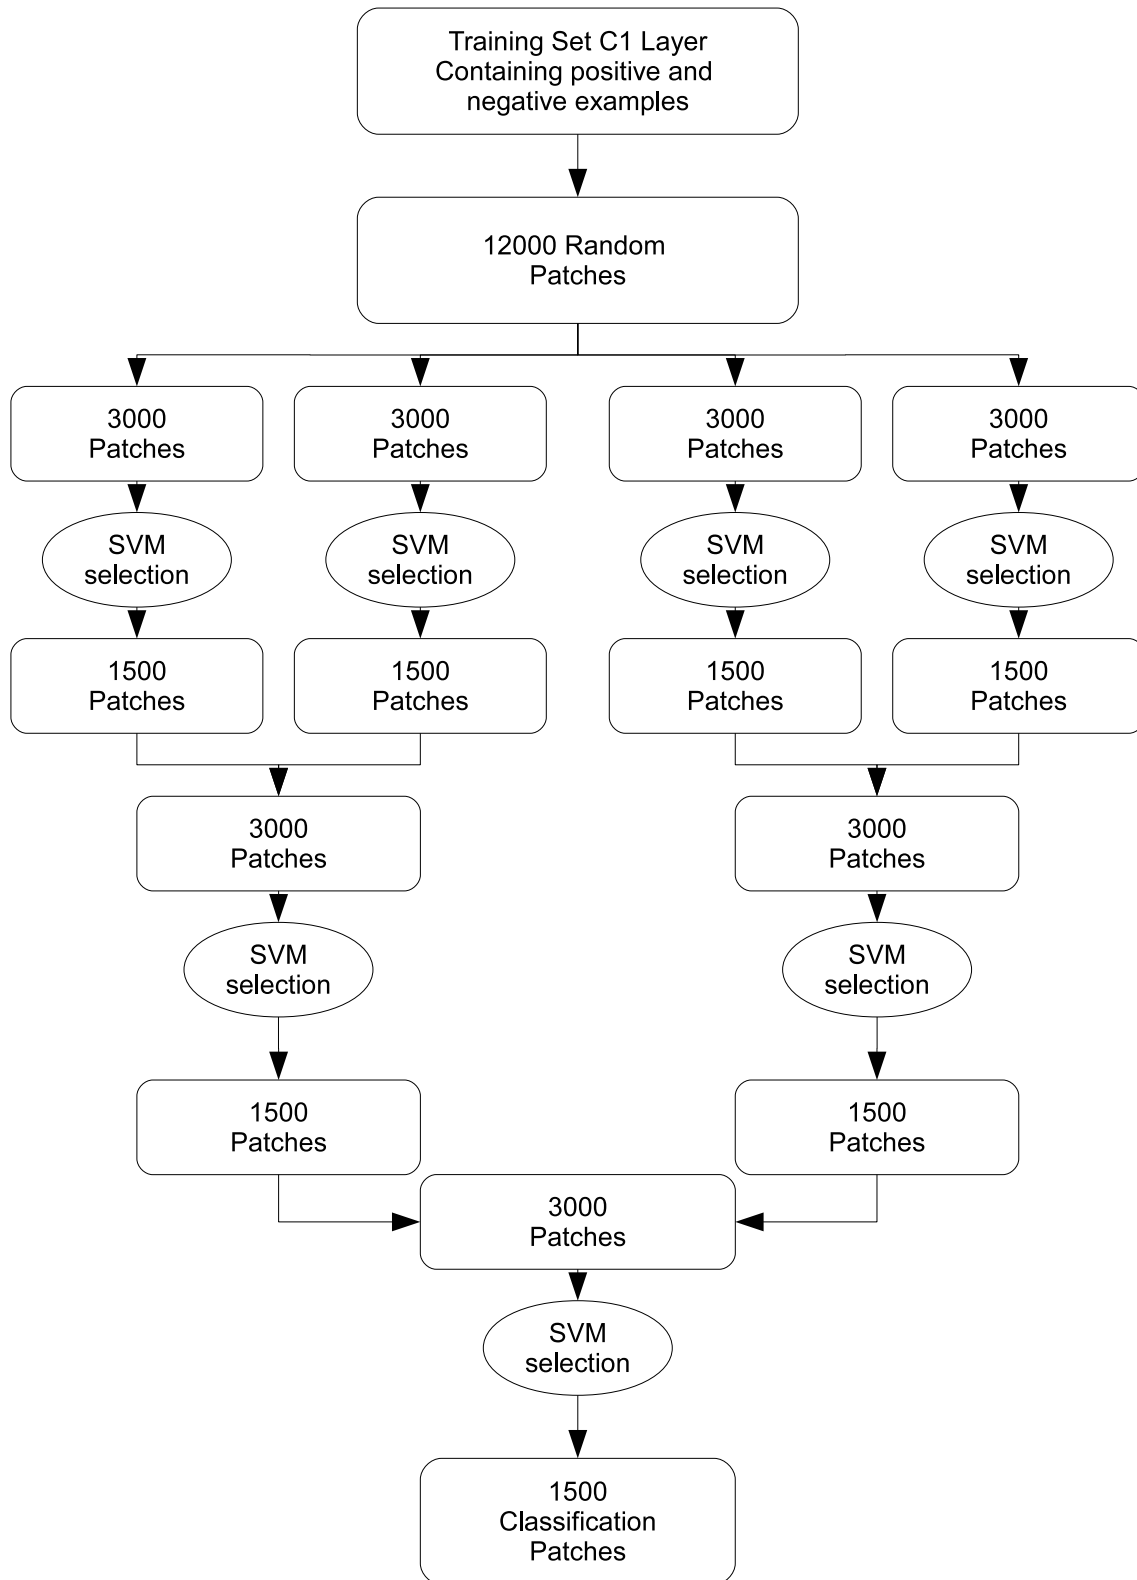 Training Set C1 Layer
Containing positive and
negative examples
12000 Random
Patches
3000
Patches
3000
Patches
3000
Patches
3000
Patches
SVM
selection
SVM
selection
SVM
selection
SVM
selection
1500
Patches
1500
Patches
1500
Patches
1500
Patches
3000
Patches
3000
Patches
SVM
selection
SVM
selection
1500
Patches
1500
Patches
3000
Patches
SVM
selection
1500
Classification
Patches